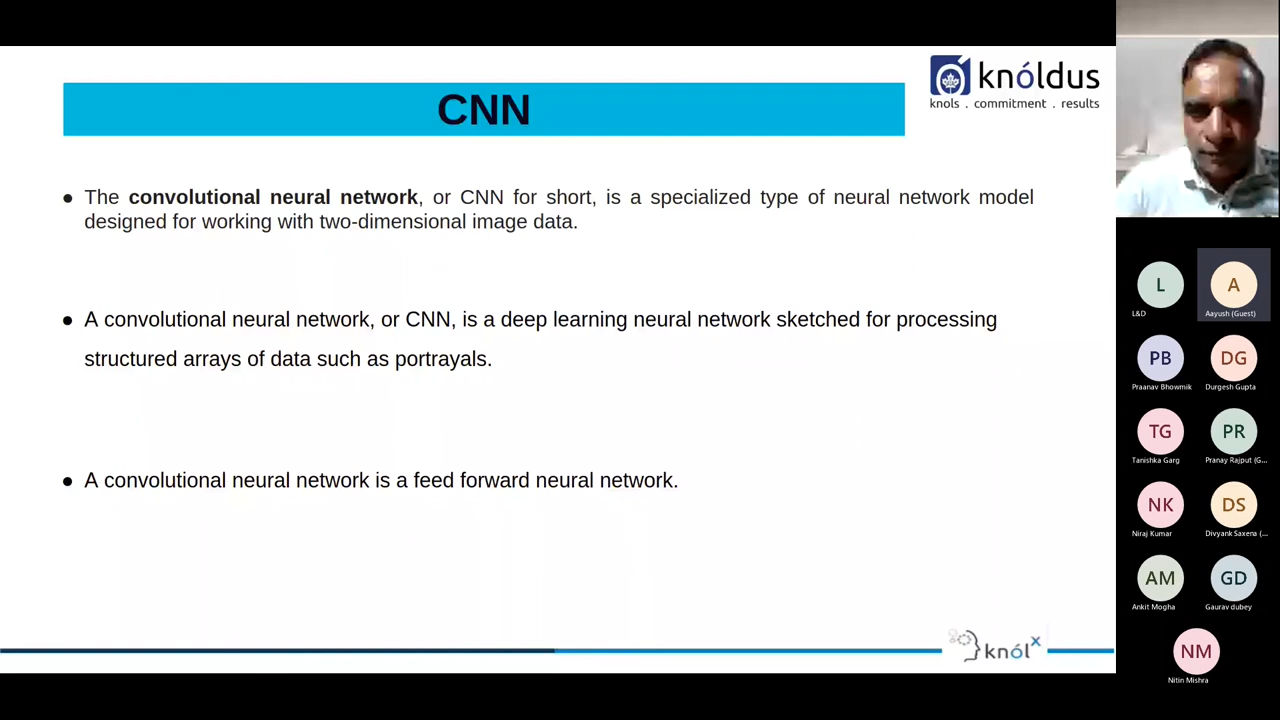 CNN
knóldus
knols . commitment . results
● The convolutional neural network, or CNN for short, is a specialized type of neural network model
designed for working with two-dimensional image data.
● A convolutional neural network, or CNN, is a deep learning neural network sketched for processing
structured arrays of data such as portrayals.
● A convolutional neural network is a feed forward neural network.
knólx
L
L&D
A
Aayush (Guest)
PB
Praanav Bhowmik
DG
Durgesh Gupta
TG
Tanishka Garg
PR
Pranay Rajput (G...
NK
Niraj Kumar
DS
Divyank Saxena (...
AM
Ankit Mogha
GD
Gaurav dubey
NM
Nitin Mishra